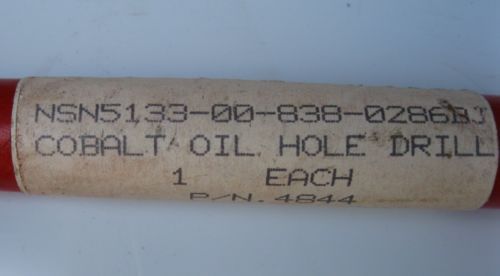 NSN5133-00-838-0286BJ
COBALT OIL HOLE DRILL
1 EACH
P/N. 4844